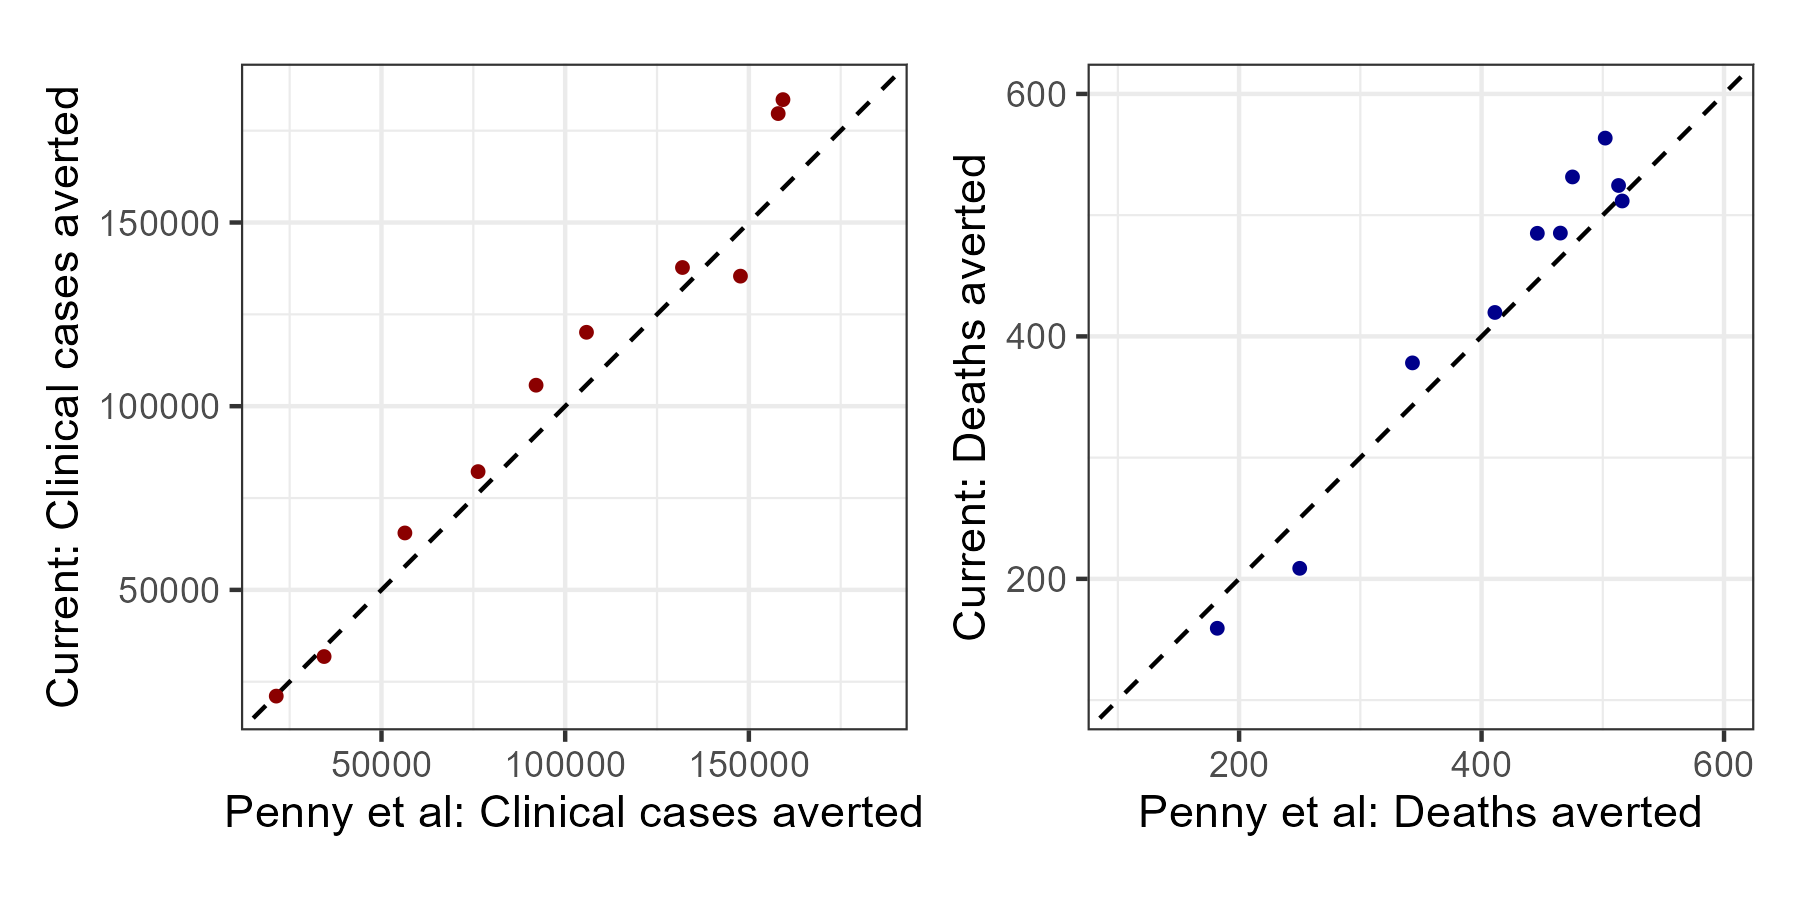 Current: Clinical cases averted
150000
100000
50000
50000 100000 150000
Penny et al: Clinical cases averted
Current: Deaths averted
600
400
200
200 400 600
Penny et al: Deaths averted